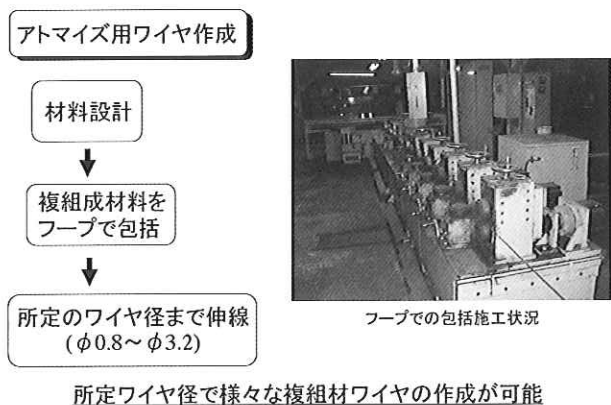 アトマイズ用ワイヤ作成
材料設計
複組成材料を
フープで包括
所定のワイヤ径まで伸線
(φ0.8～φ3.2)
フープでの包括施工状況
所定ワイヤ径で様々な複組材ワイヤの作成が可能